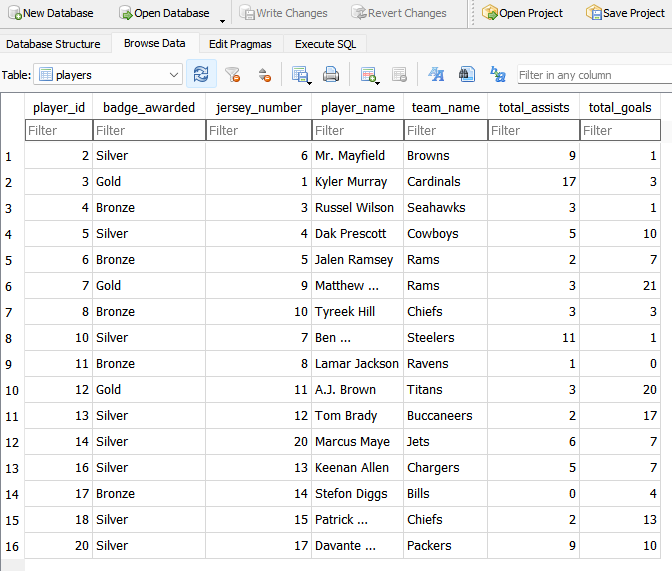 New Database Open Database Write Changes Revert Changes Open Project Save Project
Database Structure Browse Data Edit Pragmas Execute SQL
Table: players Filter in any column
player_id badge_awarded jersey_number player_name team_name total_assists total_goals
Filter Filter Filter Filter Filter Filter Filter
1 2 Silver 6 Mr. Mayfield Browns 9 1
2 3 Gold 1 Kyler Murray Cardinals 17 3
3 4 Bronze 3 Russel Wilson Seahawks 3 1
4 5 Silver 4 Dak Prescott Cowboys 5 10
5 6 Bronze 5 Jalen Ramsey Rams 2 7
6 7 Gold 9 Matthew ... Rams 3 21
7 8 Bronze 10 Tyreek Hill Chiefs 3 3
8 10 Silver 7 Ben ... Steelers 11 1
9 11 Bronze 8 Lamar Jackson Ravens 1 0
10 12 Gold 11 A.J. Brown Titans 3 20
11 13 Silver 12 Tom Brady Buccaneers 2 17
12 14 Silver 20 Marcus Maye Jets 6 7
13 16 Silver 13 Keenan Allen Chargers 5 7
14 17 Bronze 14 Stefon Diggs Bills 0 4
15 18 Silver 15 Patrick ... Chiefs 2 13
16 20 Silver 17 Davante ... Packers 9 10